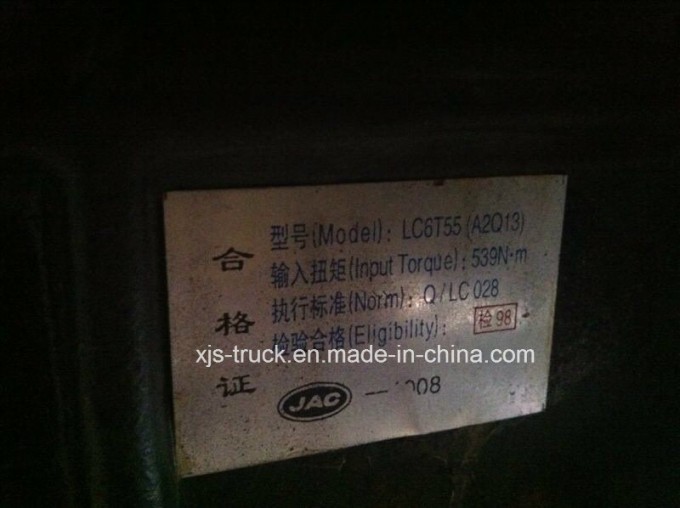 合格证
型号(Model): LC6T55(A2Q13)
输入扭矩(Input Torque): 539N·m
执行标准(Norm): Q/LC 028
检验合格(Eligibility): 检98
xjs-truck.en.made-in-china.com
JAC